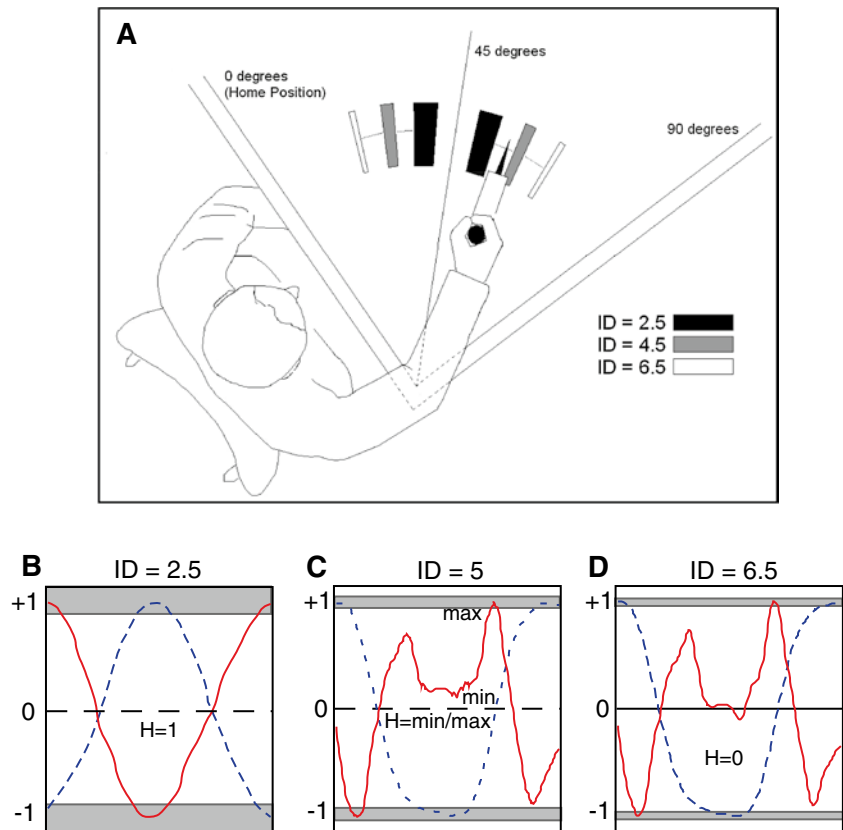 A
0 degrees
(Home Position)
45 degrees
90 degrees
ID = 2.5
ID = 4.5
ID = 6.5
B
ID = 2.5
+1
0
-1
H=1
C
ID = 5
+1
0
-1
max
min
H=min/max
D
ID = 6.5
+1
0
-1
H=0